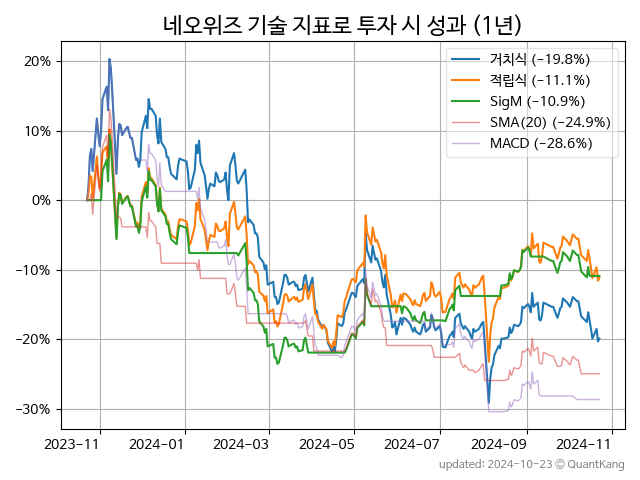 네오위즈 기술 지표로 투자 시 성과 (1년)
거치식 (−19.8%)
적립식 (−11.1%)
SigM (−10.9%)
SMA(20) (−24.9%)
MACD (−28.6%)
20%
10%
0%
−10%
−20%
−30%
2023-11 2024-01 2024-03 2024-05 2024-07 2024-09 2024-11
updated: 2024-10-23 © QuantKang